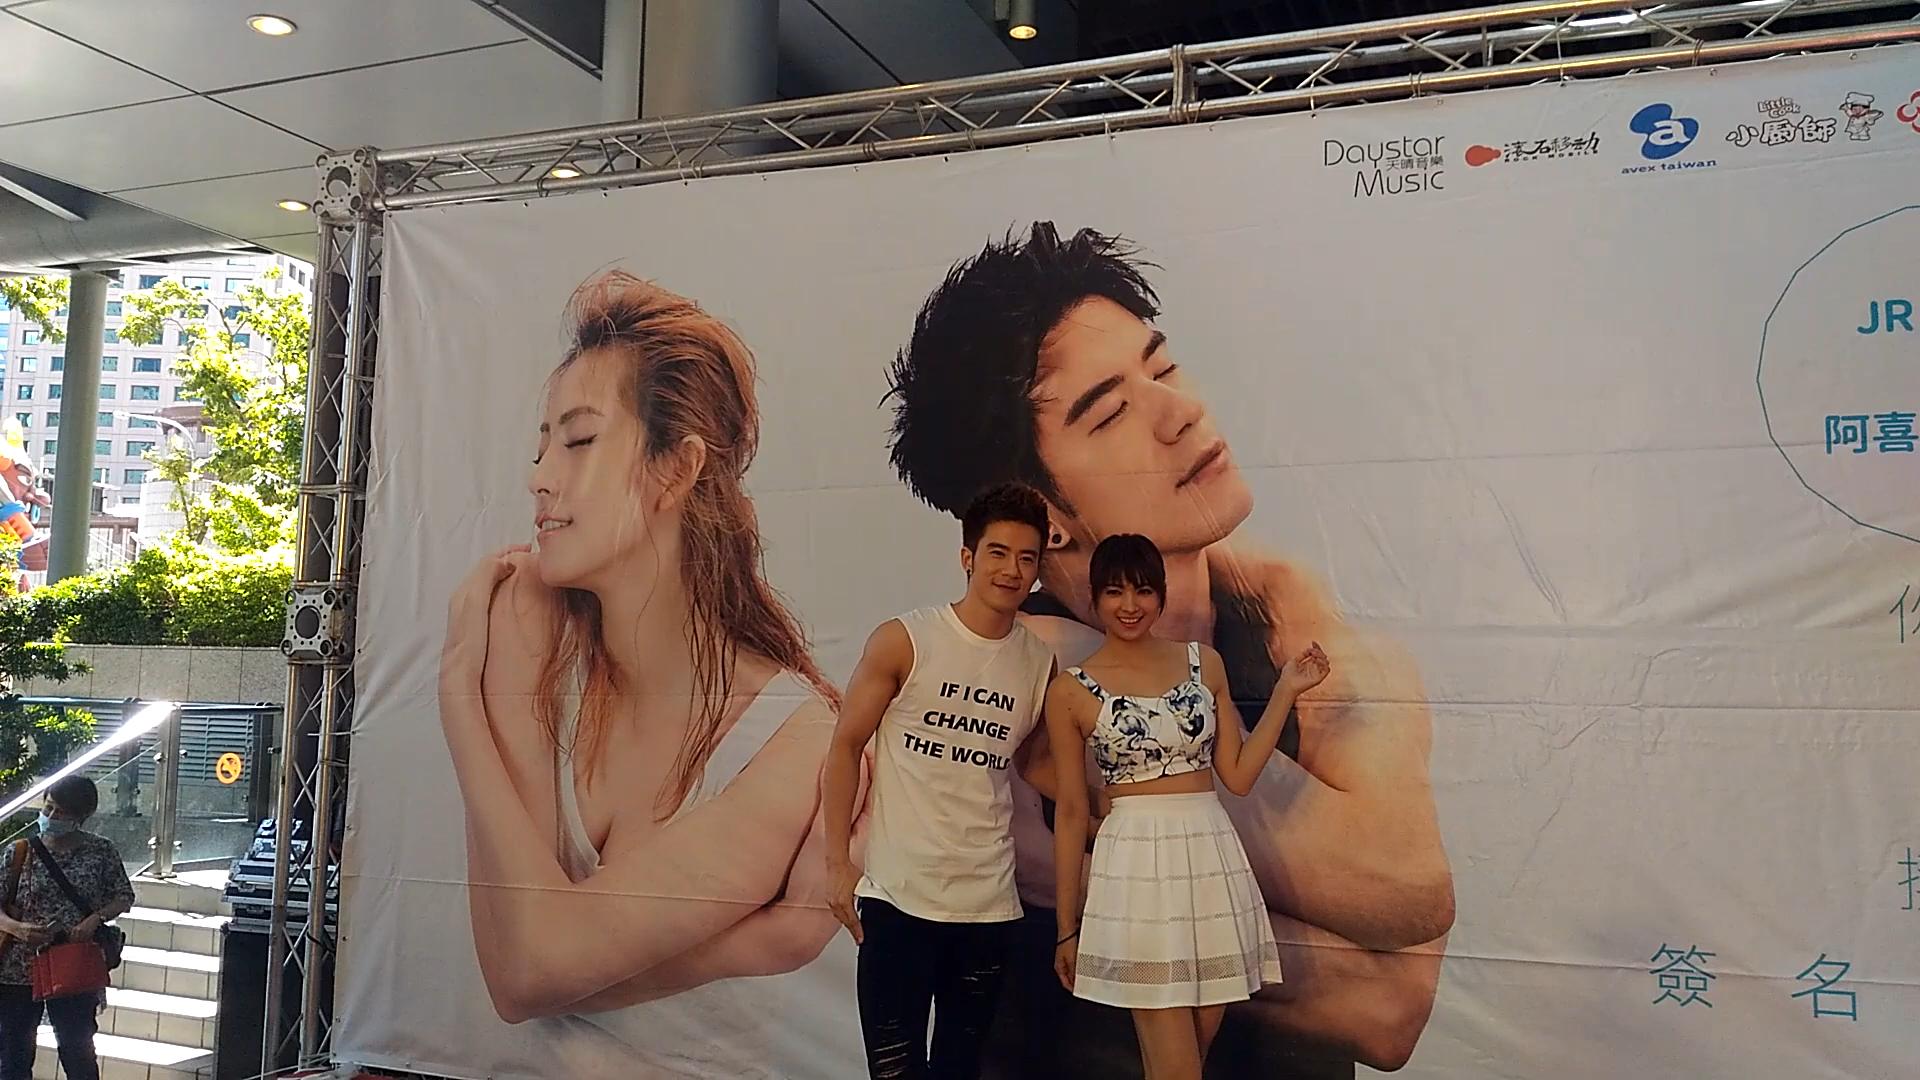 Daystar
天晴音樂
Music
滾石移動
ROCK MOBILE
avex taiwan
Little Cook
小廚師
JR
阿喜
IF I CAN
CHANGE
THE WORL
簽名